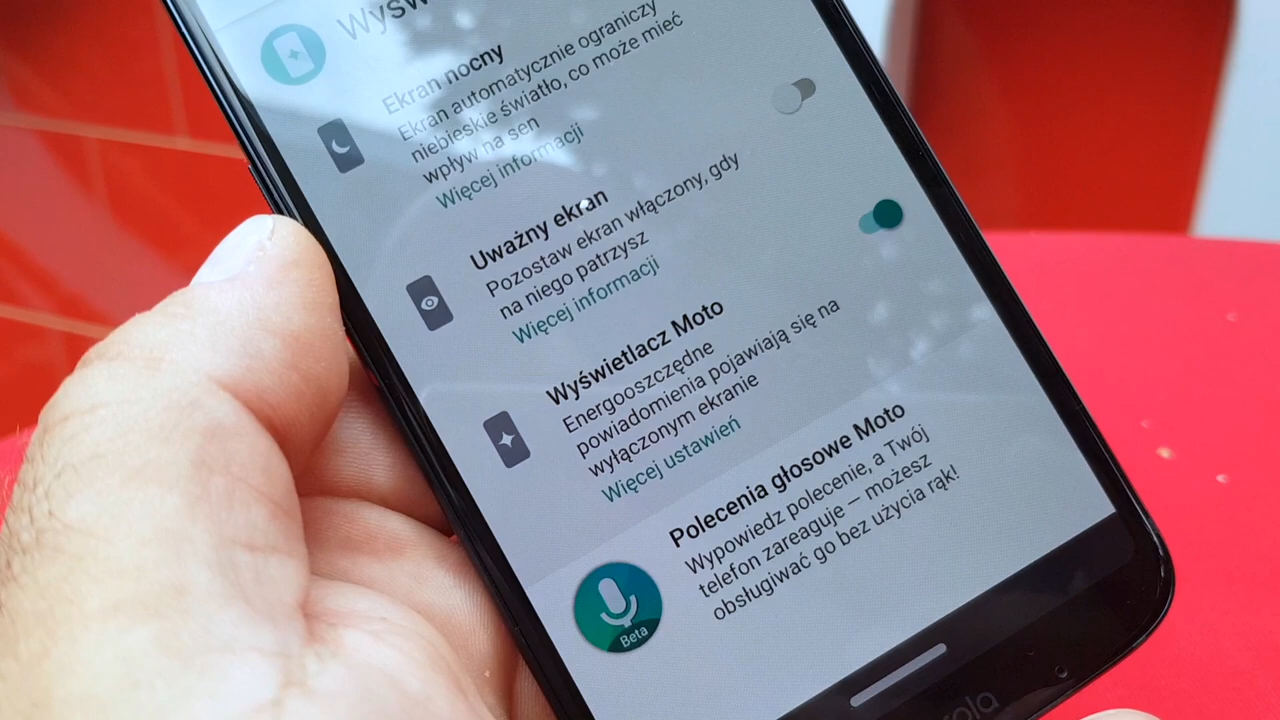 Ekran nocny
Ekran automatycznie ograniczy
niebieskie światło, co może mieć
wpływ na sen
Więcej informacji
Uważny ekran
Pozostaw ekran włączony, gdy
na niego patrzysz
Więcej informacji
Wyświetlacz Moto
Energooszczędne
powiadomienia pojawiają się na
wyłączonym ekranie
Więcej ustawień
Polecenia głosowe Moto
Wypowiedz polecenie, a Twój
telefon zareaguje – możesz
obsługiwać go bez użycia rąk!
Beta